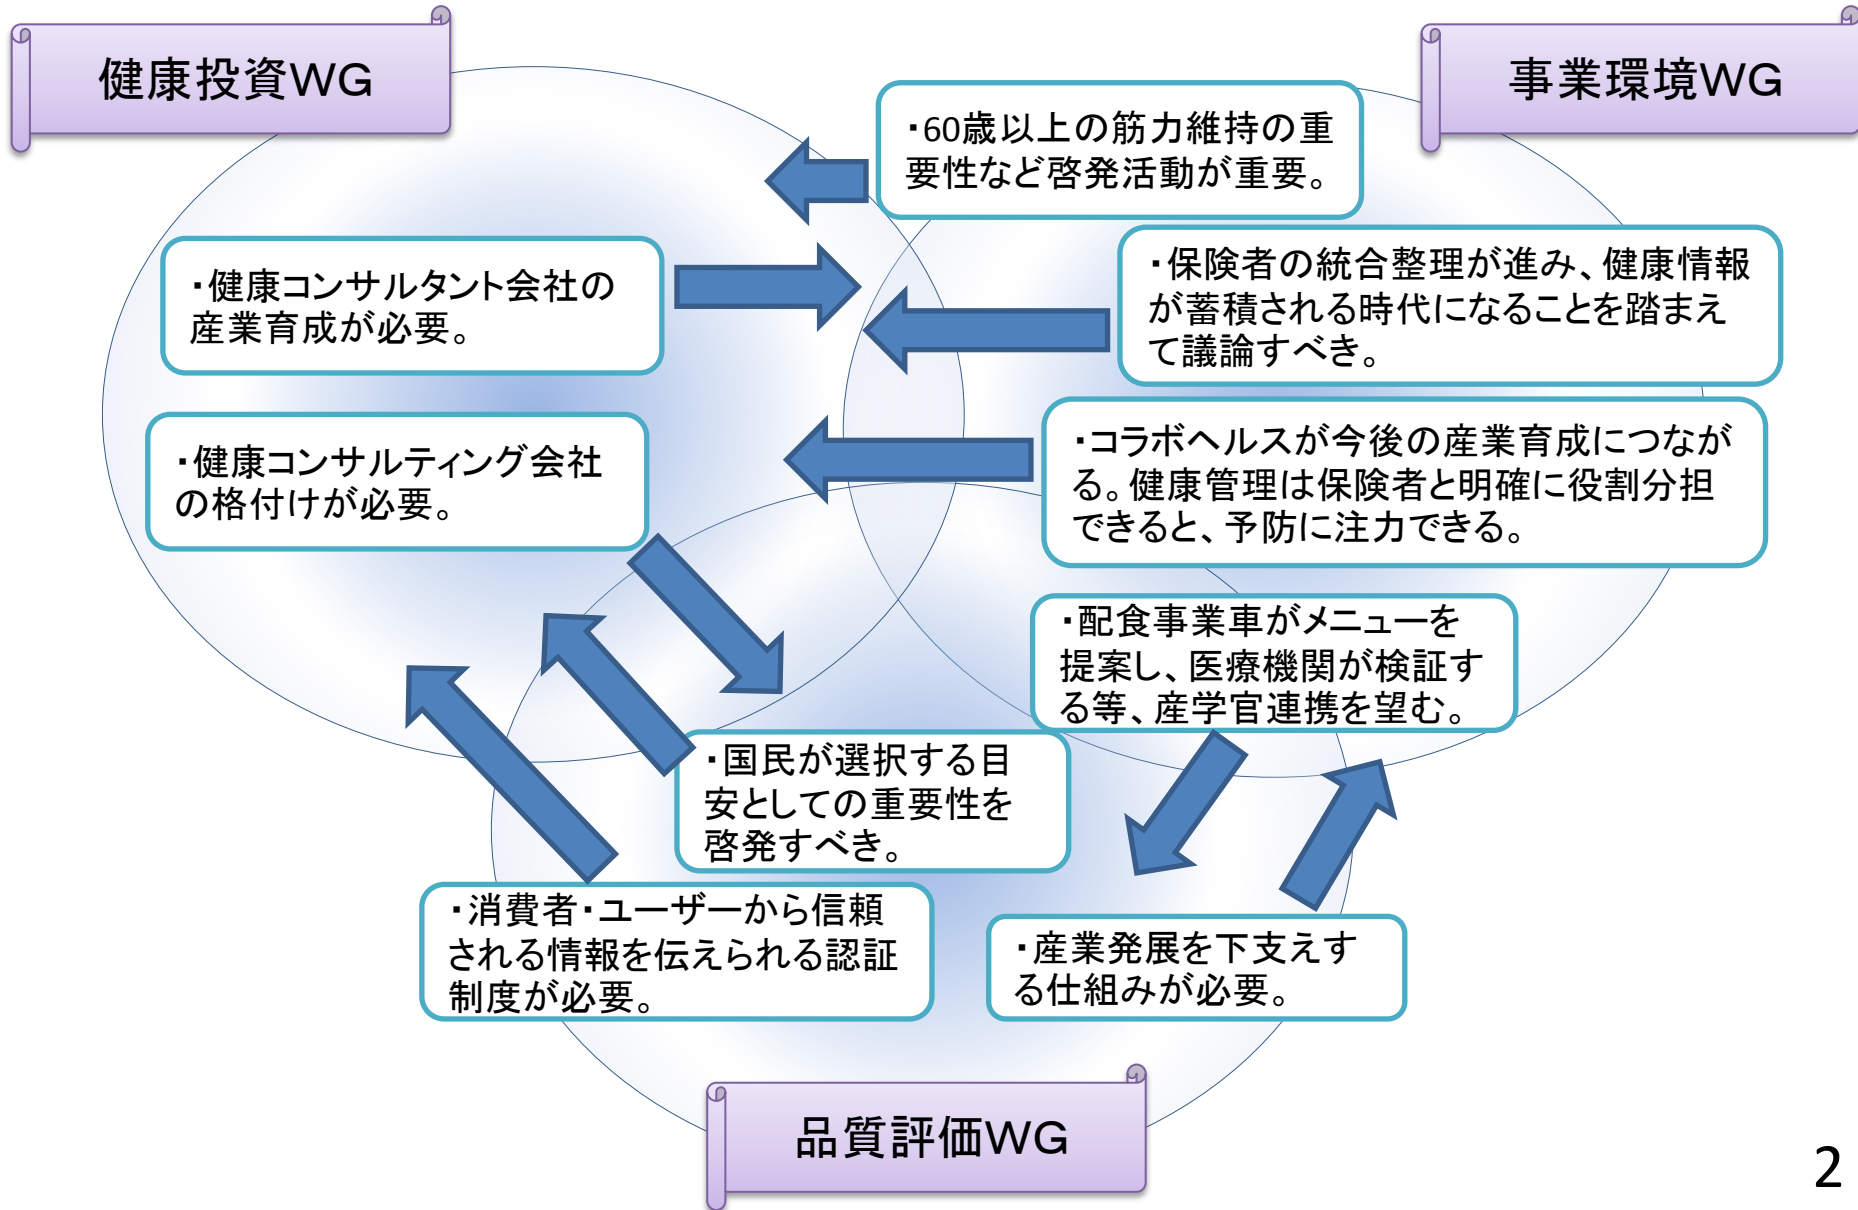 健康投資WG
事業環境WG
・60歳以上の筋力維持の重
要性など啓発活動が重要。
・健康コンサルタント会社の
産業育成が必要。
・保険者の統合整理が進み、健康情報
が蓄積される時代になることを踏まえ
て議論すべき。
・健康コンサルティング会社
の格付けが必要。
・コラボヘルスが今後の産業育成につなが
る。健康管理は保険者と明確に役割分担
できると、予防に注力できる。
・配食事業車がメニューを
提案し、医療機関が検証す
る等、産学官連携を望む。
・国民が選択する目
安としての重要性を
啓発すべき。
・消費者・ユーザーから信頼
される情報を伝えられる認証
制度が必要。
・産業発展を下支えす
る仕組みが必要。
品質評価WG
2